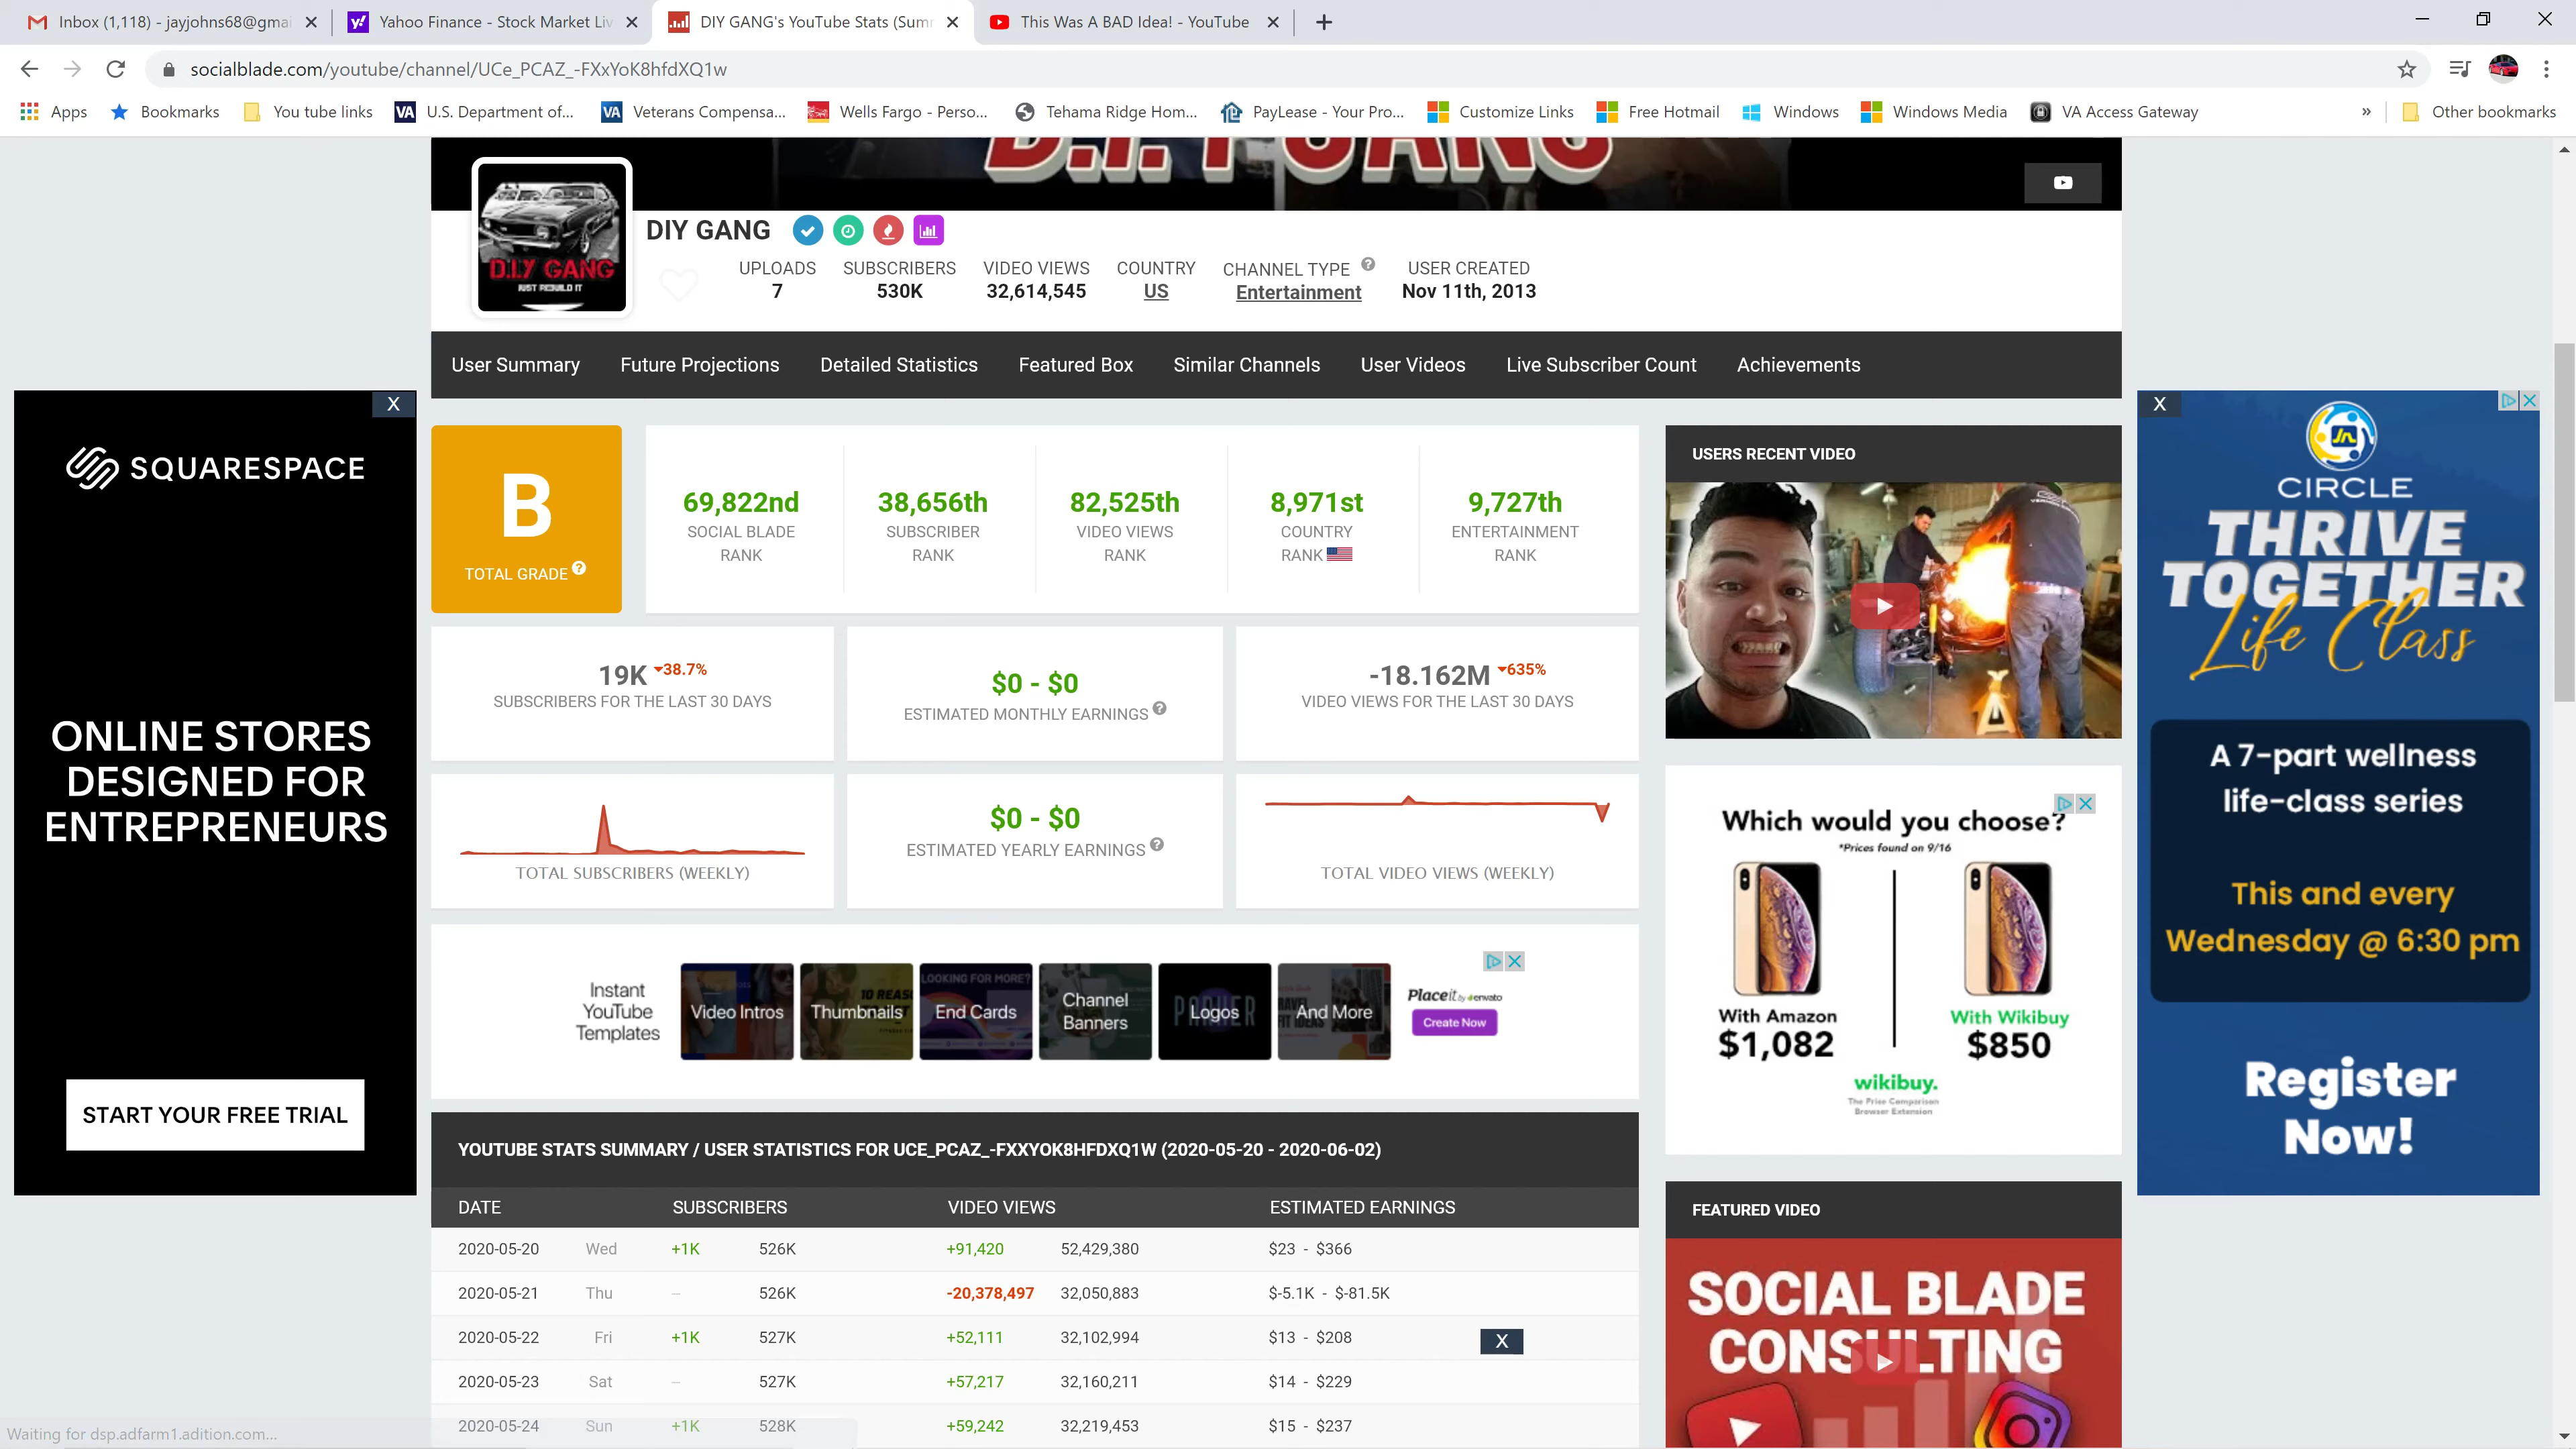 Inbox (1,118) - jayjohns68@gmai
Yahoo Finance - Stock Market Liv
DIY GANG's YouTube Stats (Sum
This Was A BAD Idea! - YouTube
socialblade.com/youtube/channel/UCe_PCAZ_-FXxYoK8hfdXQ1w
Apps Bookmarks You tube links U.S. Department of... Veterans Compensa... Wells Fargo - Perso... Tehama Ridge Hom... PayLease - Your Pro... Customize Links Free Hotmail Windows Windows Media VA Access Gateway » Other bookmarks
D.I.Y GANG
D.I.Y GANG
JUST REBUILD IT
DIY GANG
UPLOADS SUBSCRIBERS VIDEO VIEWS COUNTRY CHANNEL TYPE USER CREATED
7 530K 32,614,545 US Entertainment Nov 11th, 2013
User Summary Future Projections Detailed Statistics Featured Box Similar Channels User Videos Live Subscriber Count Achievements
X
SQUARESPACE
ONLINE STORES
DESIGNED FOR
ENTREPRENEURS
START YOUR FREE TRIAL
B
TOTAL GRADE
69,822nd 38,656th 82,525th 8,971st 9,727th
SOCIAL BLADE SUBSCRIBER VIDEO VIEWS COUNTRY ENTERTAINMENT
RANK RANK RANK RANK RANK
19K 38.7%
SUBSCRIBERS FOR THE LAST 30 DAYS
$0 - $0
ESTIMATED MONTHLY EARNINGS
-18.162M 635%
VIDEO VIEWS FOR THE LAST 30 DAYS
TOTAL SUBSCRIBERS (WEEKLY)
$0 - $0
ESTIMATED YEARLY EARNINGS
TOTAL VIDEO VIEWS (WEEKLY)
Instant
YouTube
Templates
Video Intros
10 REAS
Thumbnails
LOOKING FOR MORE?
End Cards
Channel
Banners
PARKER
Logos
And More
Placeit by envato
Create Now
YOUTUBE STATS SUMMARY / USER STATISTICS FOR UCE_PCAZ_-FXXYOK8HFDXQ1W (2020-05-20 - 2020-06-02)
DATE SUBSCRIBERS VIDEO VIEWS ESTIMATED EARNINGS
2020-05-20 Wed +1K 526K +91,420 52,429,380 $23 - $366
2020-05-21 Thu -- 526K -20,378,497 32,050,883 $-5.1K - $-81.5K
2020-05-22 Fri +1K 527K +52,111 32,102,994 $13 - $208
X
2020-05-23 Sat -- 527K +57,217 32,160,211 $14 - $229
2020-05-24 Sun +1K 528K +59,242 32,219,453 $15 - $237
USERS RECENT VIDEO
Which would you choose?
*Prices found on 9/16
With Amazon
$1,082
With Wikibuy
$850
wikibuy.
The Price Comparison
Browser Extension
FEATURED VIDEO
SOCIAL BLADE
CONSULTING
X
CIRCLE
THRIVE
TOGETHER
Life Class
A 7-part wellness
life-class series
This and every
Wednesday @ 6:30 pm
Register
Now!
Waiting for dsp.adfarm1.adition.com...